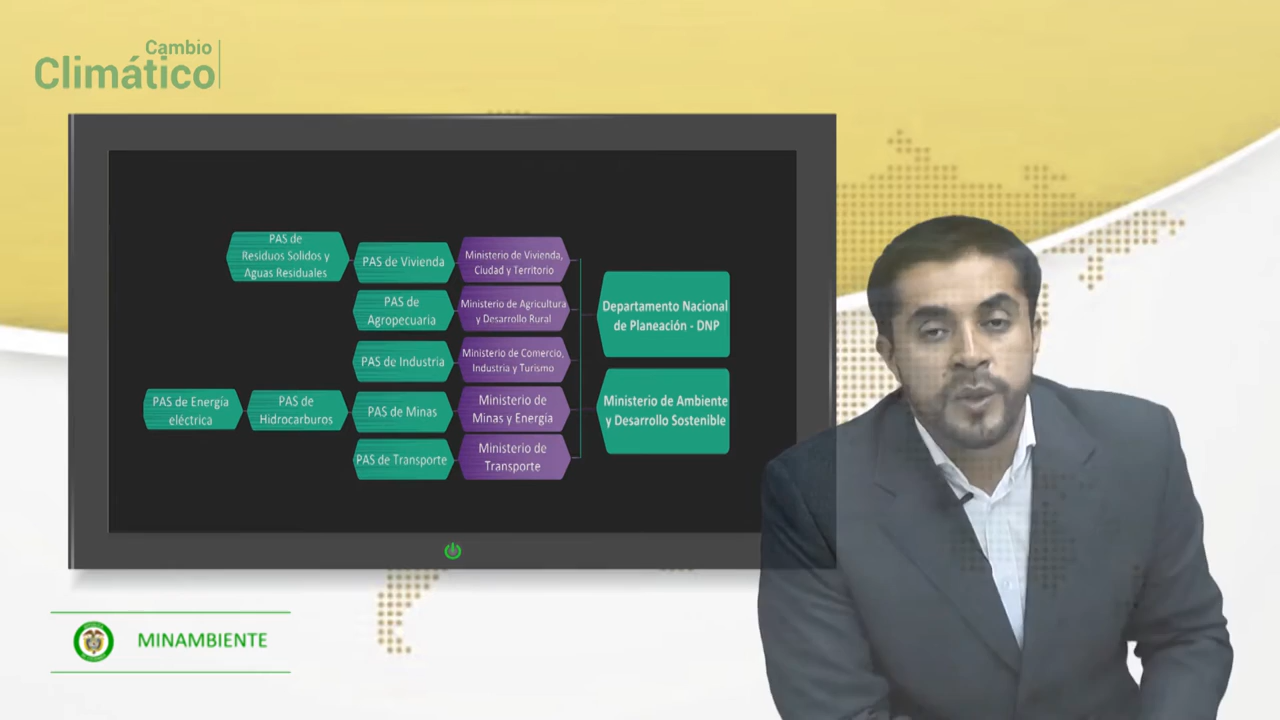 Cambio
Climático
PAS de
Residuos Solidos y
Aguas Residuales
PAS de Vivienda
Ministerio de Vivienda,
Ciudad y Territorio
PAS de
Agropecuaria
Ministerio de Agricultura
y Desarrollo Rural
Departamento Nacional
de Planeación - DNP
PAS de Industria
Ministerio de Comercio,
Industria y Turismo
PAS de Energía
eléctrica
PAS de
Hidrocarburos
PAS de Minas
Ministerio de
Minas y Energía
Ministerio de Ambiente
y Desarrollo Sostenible
PAS de Transporte
Ministerio de
Transporte
MINAMBIENTE